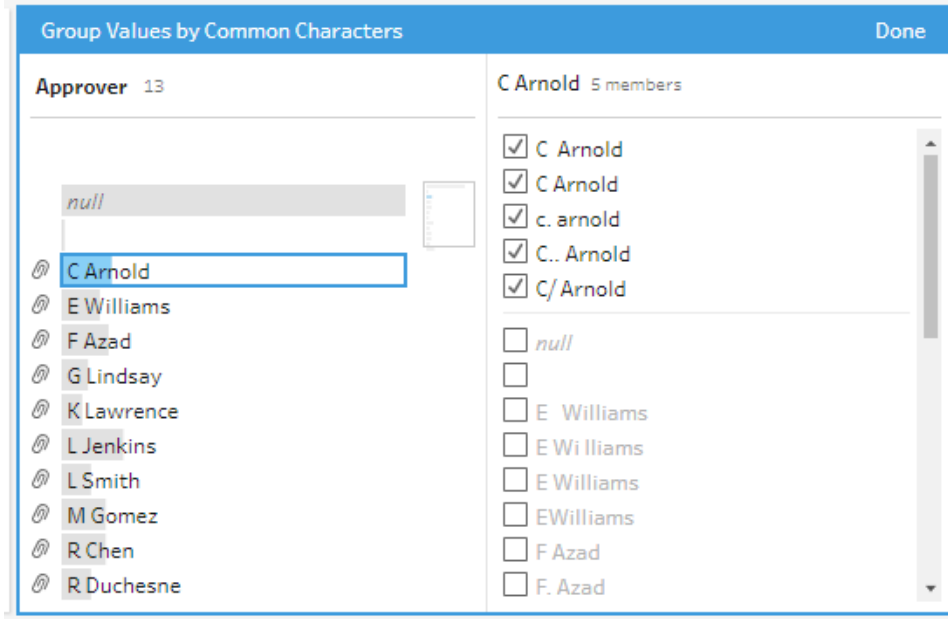 Group Values by Common Characters Done
Approver 13
null
C Arnold
E Williams
F Azad
G Lindsay
K Lawrence
L Jenkins
L Smith
M Gomez
R Chen
R Duchesne
C Arnold 5 members
C  Arnold
C Arnold
c. arnold
C.. Arnold
C/ Arnold
null
E  Williams
E Wi lliams
E Williams
EWilliams
F Azad
F. Azad